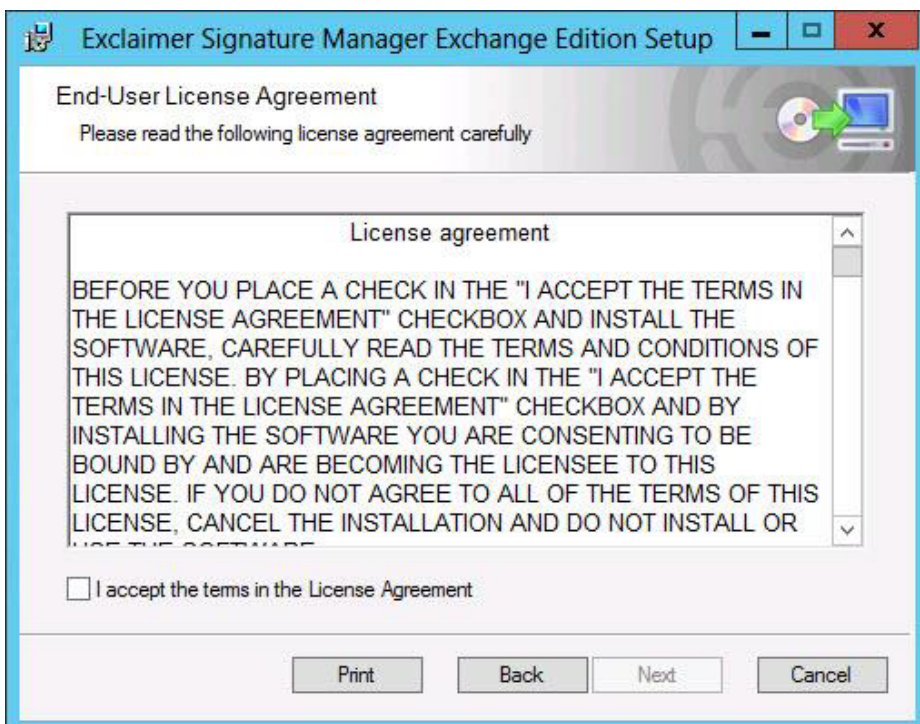 Exclaimer Signature Manager Exchange Edition Setup
End-User License Agreement
Please read the following license agreement carefully
License agreement
BEFORE YOU PLACE A CHECK IN THE "I ACCEPT THE TERMS IN
THE LICENSE AGREEMENT" CHECKBOX AND INSTALL THE
SOFTWARE, CAREFULLY READ THE TERMS AND CONDITIONS OF
THIS LICENSE. BY PLACING A CHECK IN THE "I ACCEPT THE
TERMS IN THE LICENSE AGREEMENT" CHECKBOX AND BY
INSTALLING THE SOFTWARE YOU ARE CONSENTING TO BE
BOUND BY AND ARE BECOMING THE LICENSEE TO THIS
LICENSE. IF YOU DO NOT AGREE TO ALL OF THE TERMS OF THIS
LICENSE, CANCEL THE INSTALLATION AND DO NOT INSTALL OR
USE THE SOFTWARE
I accept the terms in the License Agreement
Print Back Next Cancel